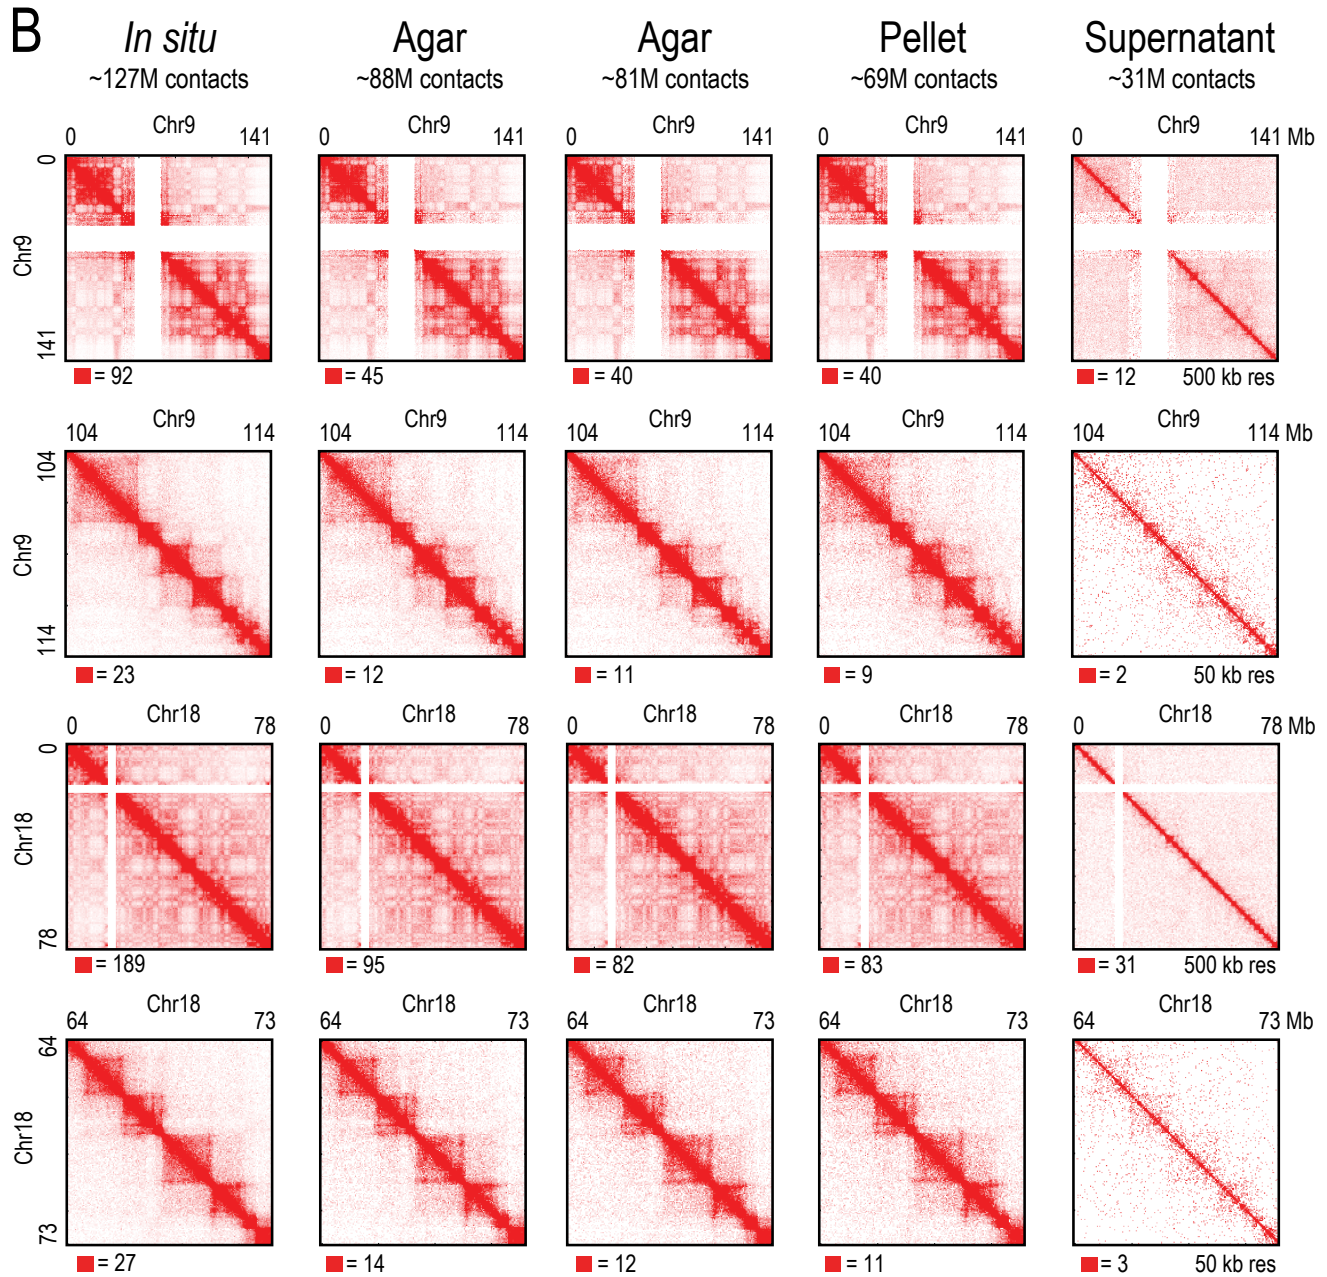 B
In situ Agar Agar Pellet Supernatant
~127M contacts ~88M contacts ~81M contacts ~69M contacts ~31M contacts
Chr9 Chr9 Chr9 Chr9 Chr9
0 141 0 141 0 141 0 141 0 141 Mb
0
Chr9
141
= 92 = 45 = 40 = 40 = 12 500 kb res
Chr9 Chr9 Chr9 Chr9 Chr9
104 114 104 114 104 114 104 114 104 114 Mb
104
Chr9
114
= 23 = 12 = 11 = 9 = 2 50 kb res
Chr18 Chr18 Chr18 Chr18 Chr18
0 78 0 78 0 78 0 78 0 78 Mb
0
Chr18
78
= 189 = 95 = 82 = 83 = 31 500 kb res
Chr18 Chr18 Chr18 Chr18 Chr18
64 73 64 73 64 73 64 73 64 73 Mb
64
Chr18
73
= 27 = 14 = 12 = 11 = 3 50 kb res